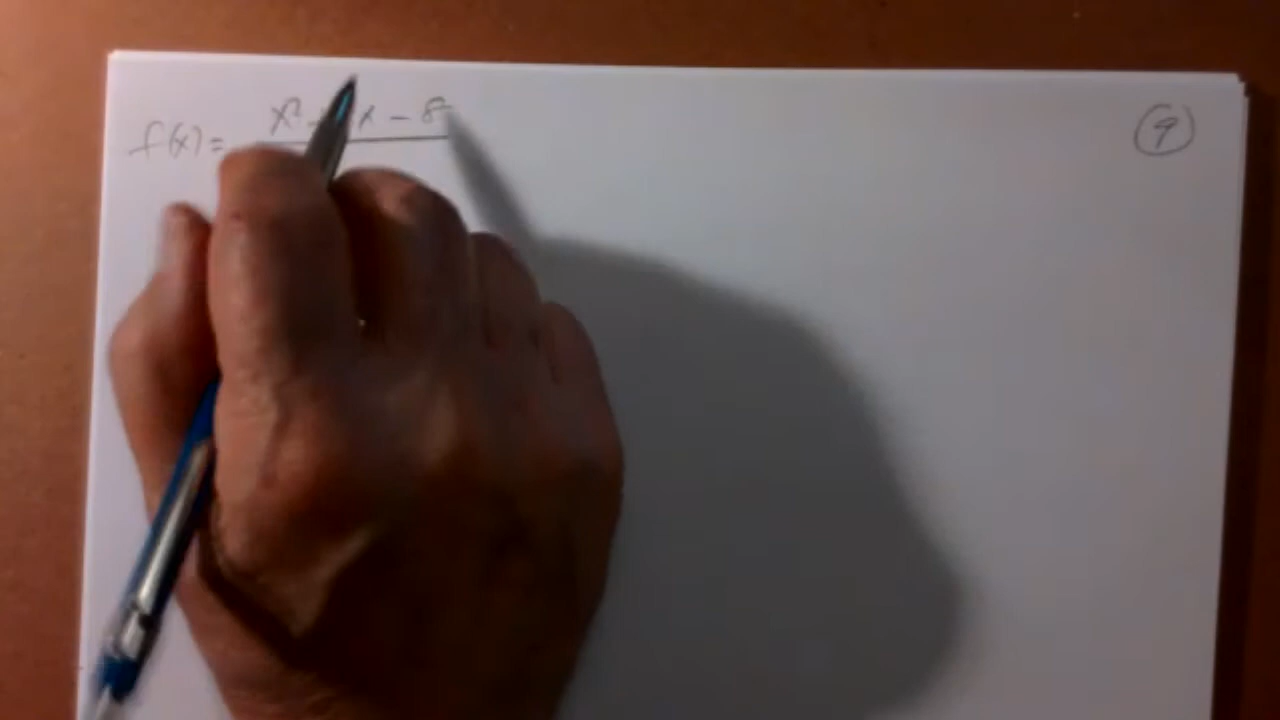 f(x) = x² - x - 8
9